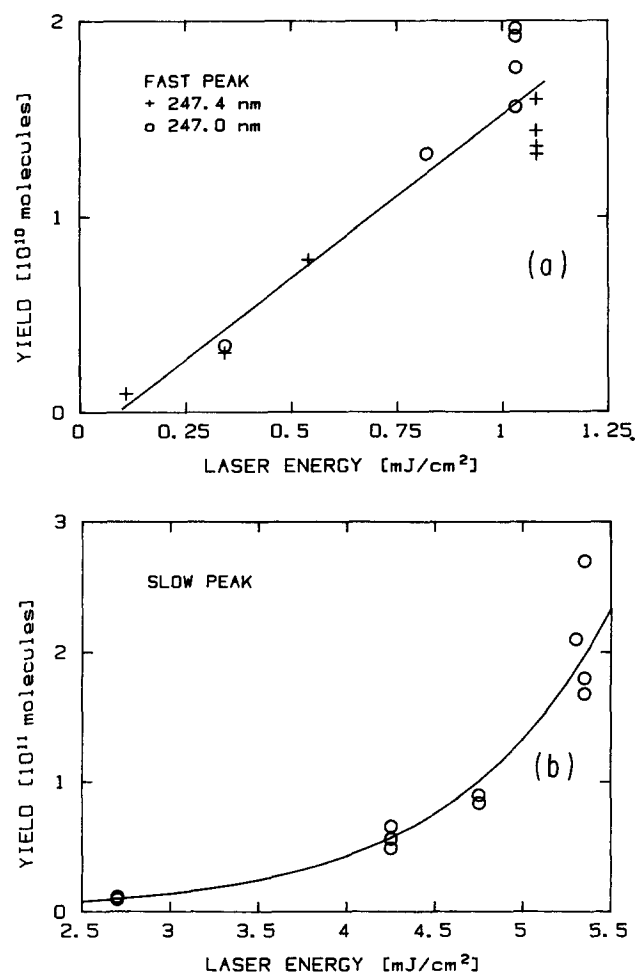 2
FAST PEAK
+ 247.4 nm
o 247.0 nm
1
(a)
0
0 0.25 0.5 0.75 1 1.25
YIELD [10¹⁰ molecules]
LASER ENERGY [mJ/cm²]
3
SLOW PEAK
2
(b)
1
0
2.5 3 3.5 4 4.5 5 5.5
YIELD [10¹¹ molecules]
LASER ENERGY [mJ/cm²]